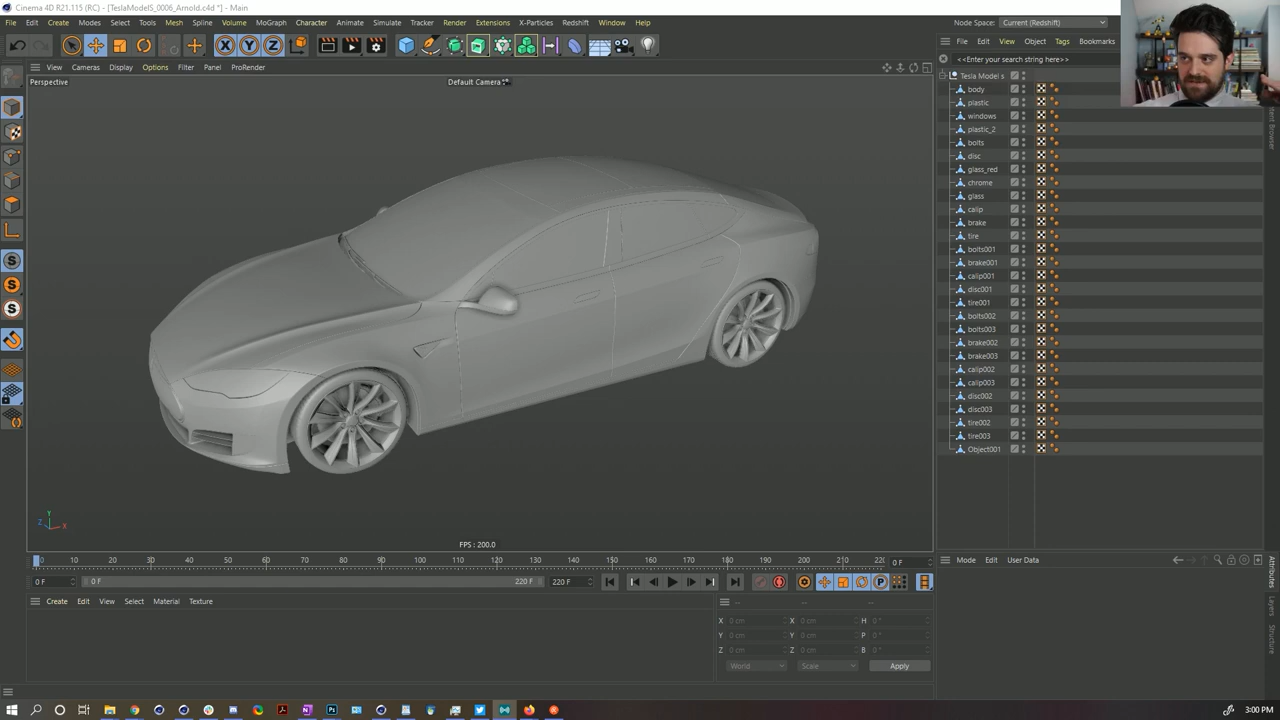 Cinema 4D R21.115 (RC) - [TeslaModelS_0006_Arnold.c4d *] - Main
File Edit Create Modes Select Tools Mesh Spline Volume MoGraph Character Animate Simulate Tracker Render Extensions X-Particles Redshift Window Help
Node Space: Current (Redshift)
File Edit View Object Tags Bookmarks
View Cameras Display Options Filter Panel ProRender
<<Enter your search string here>>
Perspective
Default Camera
Tesla Model s
body
plastic
windows
plastic_2
bolts
disc
glass_red
chrome
glass
calip
brake
tire
bolts001
brake001
calip001
disc001
tire001
bolts002
bolts003
brake002
brake003
calip002
calip003
disc002
disc003
tire002
tire003
Object001
Content Browser
Y
Z X
FPS : 200.0
0 10 20 30 40 50 60 70 80 90 100 110 120 130 140 150 160 170 180 190 200 210 220 0 F
0 F 0 F 220 F 220 F
Mode Edit User Data
Attributes
Layers
Structure
Create Edit View Select Material Texture
-- -- --
X 0 cm X 0 cm H 0 °
Y 0 cm Y 0 cm P 0 °
Z 0 cm Z 0 cm B 0 °
World Scale Apply
3:00 PM